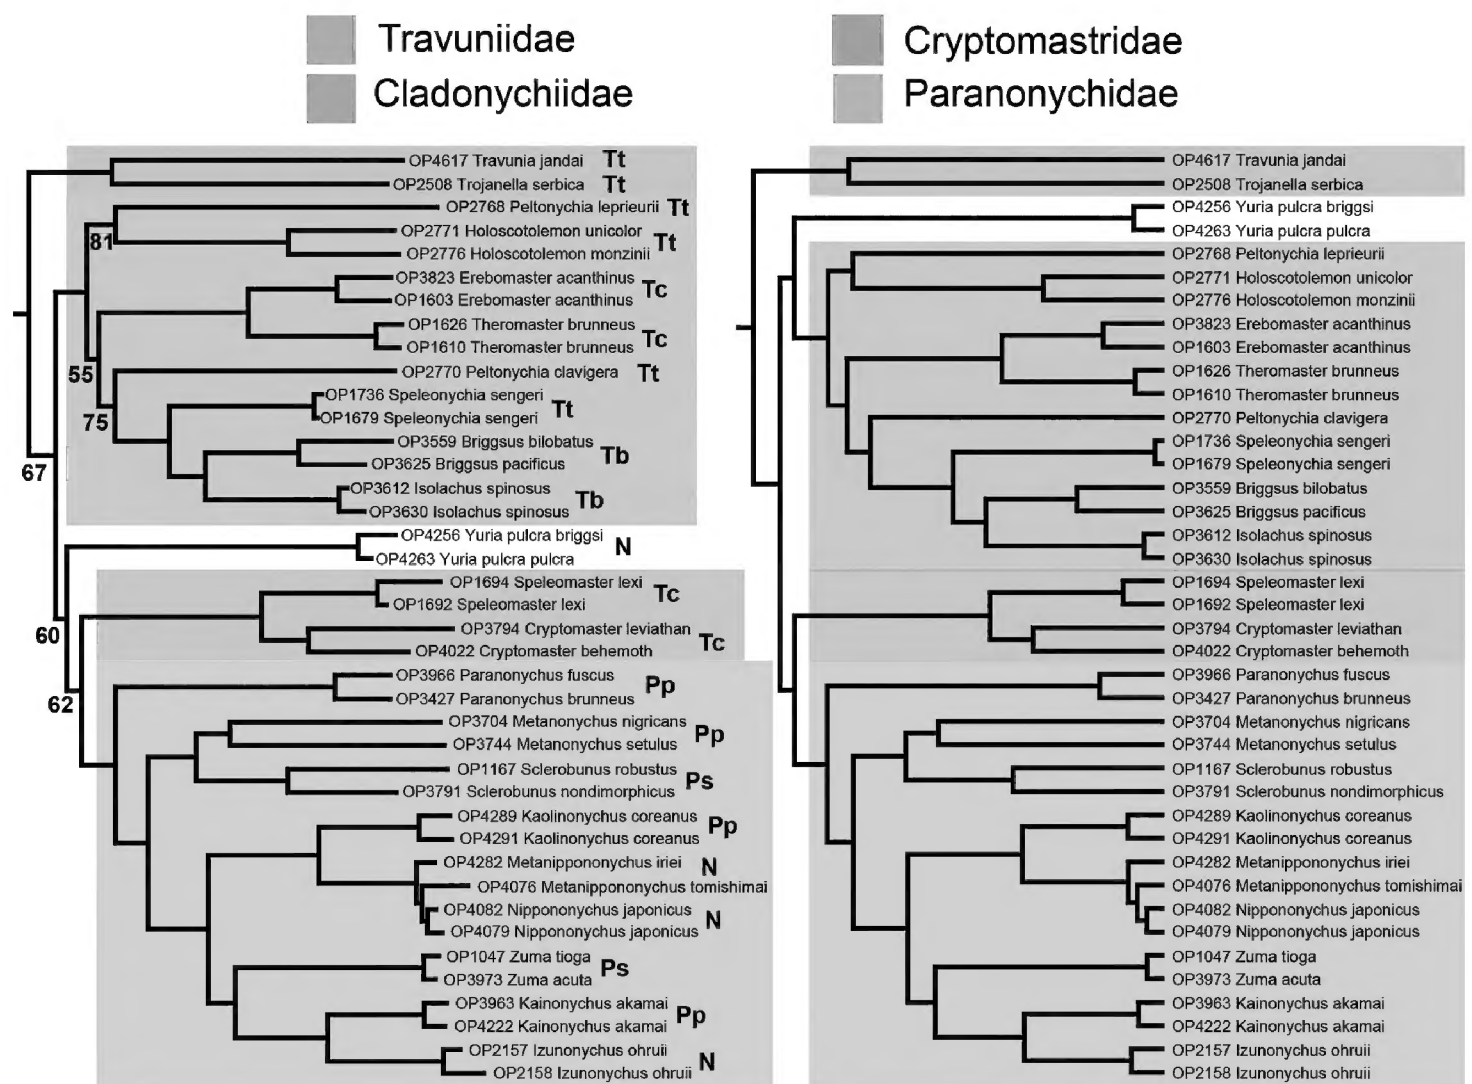 Travuniidae
Cladonychiidae
Cryptomastridae
Paranonychidae
OP4617 Travunia jandai Tt
OP2508 Trojanella serbica Tt
OP2768 Peltonychia leprieurii Tt
81
OP2771 Holoscotolemon unicolor
Tt
OP2776 Holoscotolemon monzinii
OP3823 Erebomaster acanthinus
Tc
OP1603 Erebomaster acanthinus
OP1626 Theromaster brunneus
Tc
OP1610 Theromaster brunneus
55
OP2770 Peltonychia clavigera Tt
OP1736 Speleonychia sengeri
Tt
75
OP1679 Speleonychia sengeri
OP3559 Briggsus bilobatus
Tb
OP3625 Briggsus pacificus
67
OP3612 Isolachus spinosus
Tb
OP3630 Isolachus spinosus
OP4256 Yuria pulcra briggsi
N
OP4263 Yuria pulcra pulcra
OP1694 Speleomaster lexi
Tc
OP1692 Speleomaster lexi
60
OP3794 Cryptomaster leviathan
Tc
OP4022 Cryptomaster behemoth
OP3966 Paranonychus fuscus
Pp
62
OP3427 Paranonychus brunneus
OP3704 Metanonychus nigricans
Pp
OP3744 Metanonychus setulus
OP1167 Sclerobunus robustus
Ps
OP3791 Sclerobunus nondimorphicus
OP4289 Kaolinonychus coreanus
Pp
OP4291 Kaolinonychus coreanus
OP4282 Metanippononychus iriei N
OP4076 Metanippononychus tomishimai
OP4082 Nippononychus japonicus
N
OP4079 Nippononychus japonicus
OP1047 Zuma tioga
Ps
OP3973 Zuma acuta
OP3963 Kainonychus akamai
Pp
OP4222 Kainonychus akamai
OP2157 Izunonychus ohruii
N
OP2158 Izunonychus ohruii
OP4617 Travunia jandai
OP2508 Trojanella serbica
OP4256 Yuria pulcra briggsi
OP4263 Yuria pulcra pulcra
OP2768 Peltonychia leprieurii
OP2771 Holoscotolemon unicolor
OP2776 Holoscotolemon monzinii
OP3823 Erebomaster acanthinus
OP1603 Erebomaster acanthinus
OP1626 Theromaster brunneus
OP1610 Theromaster brunneus
OP2770 Peltonychia clavigera
OP1736 Speleonychia sengeri
OP1679 Speleonychia sengeri
OP3559 Briggsus bilobatus
OP3625 Briggsus pacificus
OP3612 Isolachus spinosus
OP3630 Isolachus spinosus
OP1694 Speleomaster lexi
OP1692 Speleomaster lexi
OP3794 Cryptomaster leviathan
OP4022 Cryptomaster behemoth
OP3966 Paranonychus fuscus
OP3427 Paranonychus brunneus
OP3704 Metanonychus nigricans
OP3744 Metanonychus setulus
OP1167 Sclerobunus robustus
OP3791 Sclerobunus nondimorphicus
OP4289 Kaolinonychus coreanus
OP4291 Kaolinonychus coreanus
OP4282 Metanippononychus iriei
OP4076 Metanippononychus tomishimai
OP4082 Nippononychus japonicus
OP4079 Nippononychus japonicus
OP1047 Zuma tioga
OP3973 Zuma acuta
OP3963 Kainonychus akamai
OP4222 Kainonychus akamai
OP2157 Izunonychus ohruii
OP2158 Izunonychus ohruii